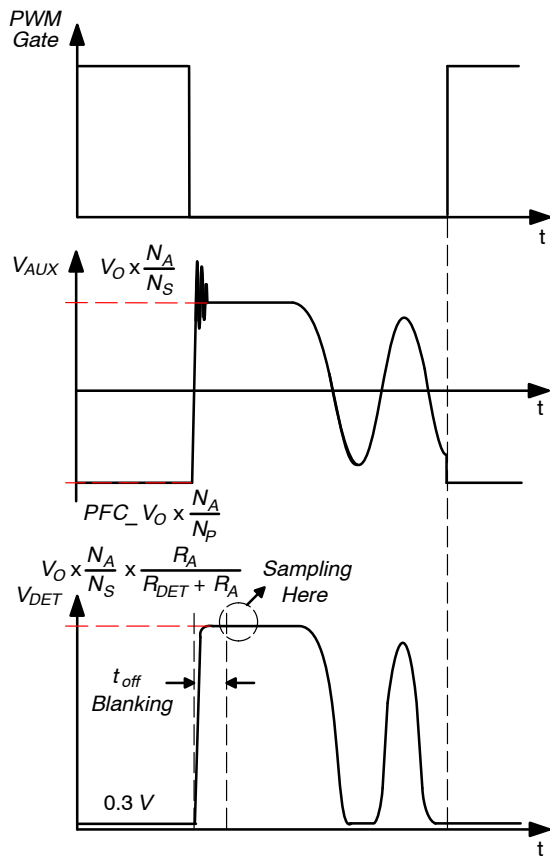 PWM
Gate
t
V_AUX
V_O x N_A/N_S
t
PFC_V_O x N_A/N_P
V_O x N_A/N_S x R_A/(R_DET + R_A)
Sampling
Here
V_DET
t_off
Blanking
0.3 V
t